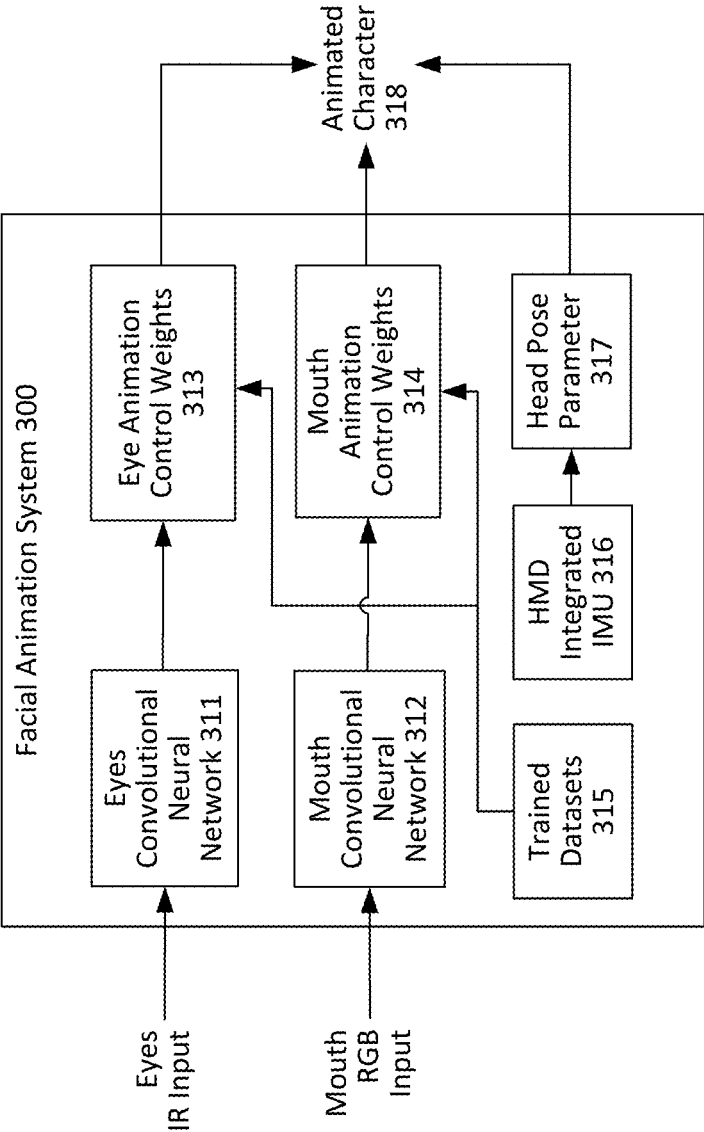 Facial Animation System 300
Eyes
IR Input
Eyes
Convolutional
Neural
Network 311
Eye Animation
Control Weights
313
Mouth
RGB
Input
Mouth
Convolutional
Neural
Network 312
Mouth
Animation
Control Weights
314
Animated
Character
318
Trained
Datasets
315
HMD
Integrated
IMU 316
Head Pose
Parameter
317